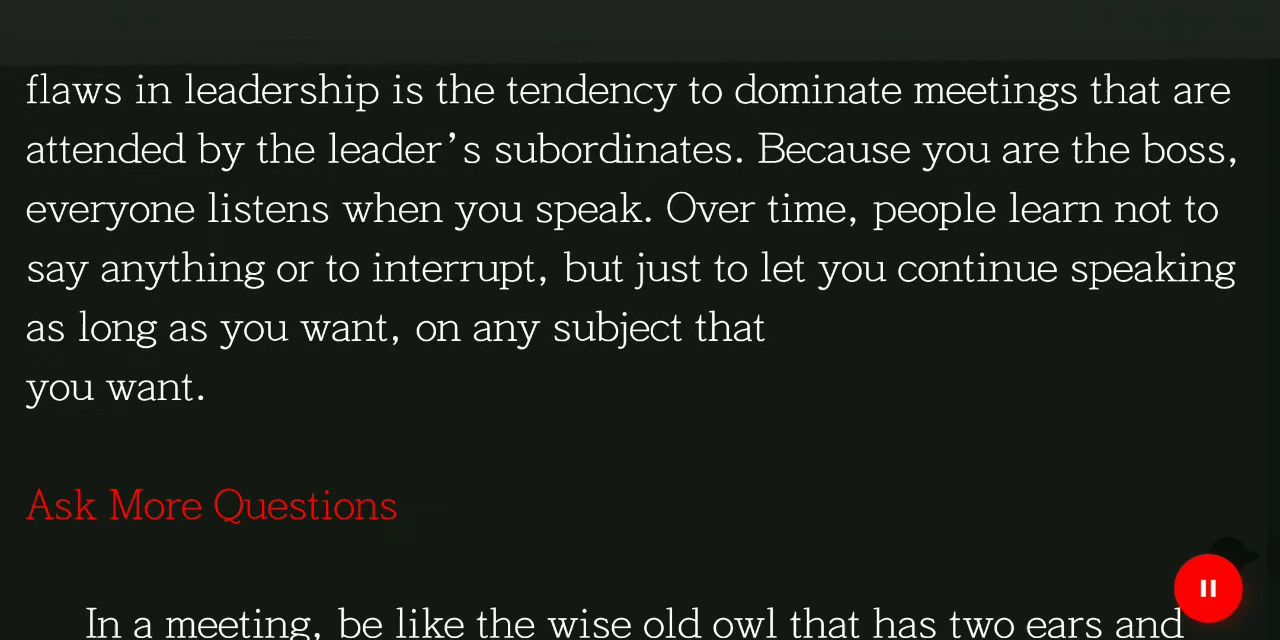 flaws in leadership is the tendency to dominate meetings that are
attended by the leader’s subordinates. Because you are the boss,
everyone listens when you speak. Over time, people learn not to
say anything or to interrupt, but just to let you continue speaking
as long as you want, on any subject that
you want.
Ask More Questions
In a meeting, be like the wise old owl that has two ears and